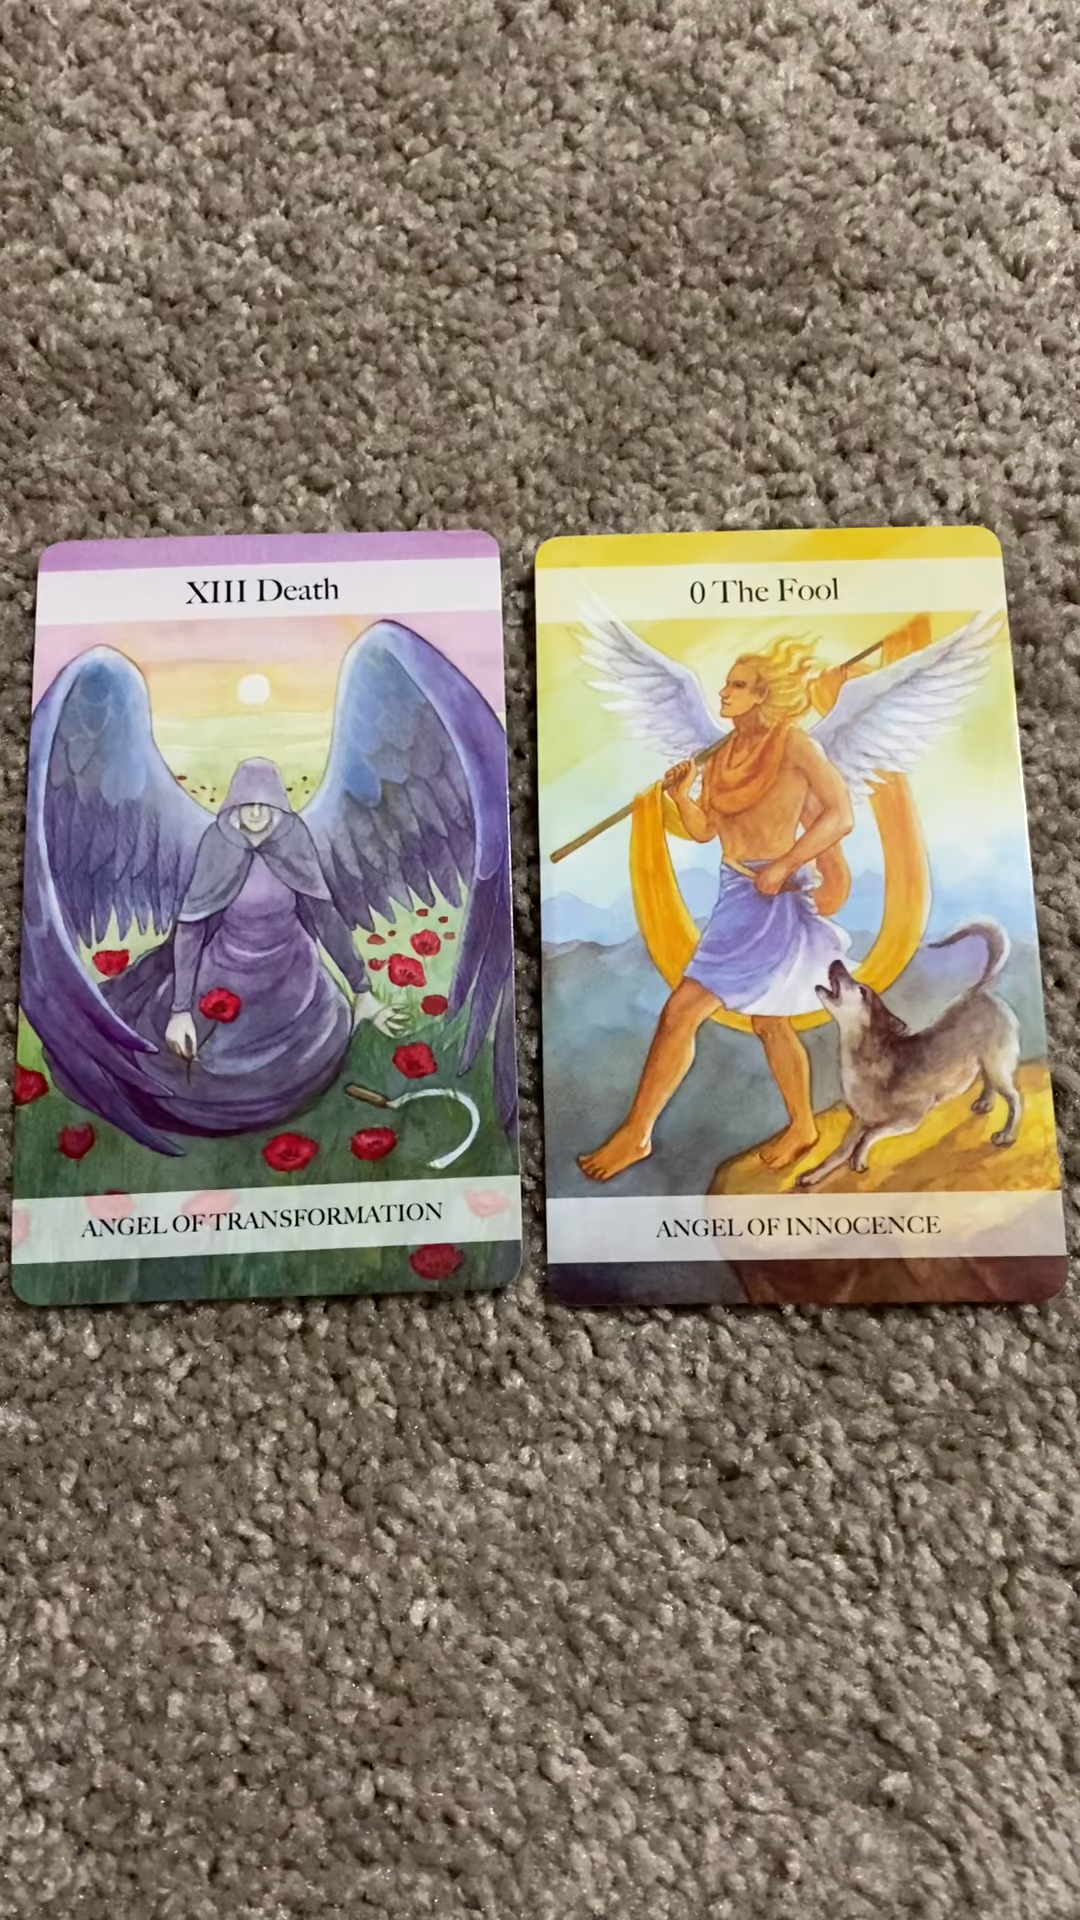 XIII Death
0 The Fool
ANGEL OF TRANSFORMATION
ANGEL OF INNOCENCE